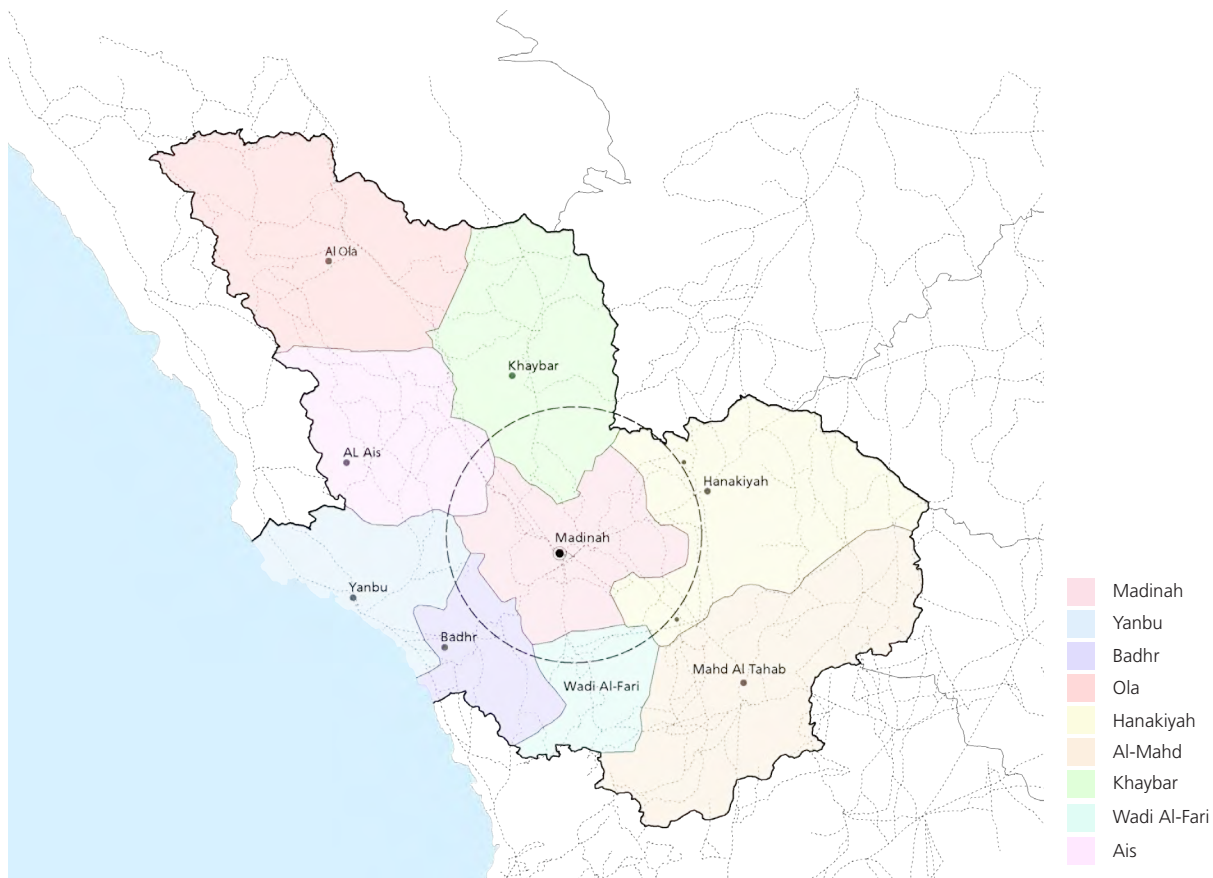 Al Ola
Khaybar
AL Ais
Hanakiyah
Madinah
Yanbu
Badhr
Mahd Al Tahab
Wadi Al-Fari
Madinah
Yanbu
Badhr
Ola
Hanakiyah
Al-Mahd
Khaybar
Wadi Al-Fari
Ais